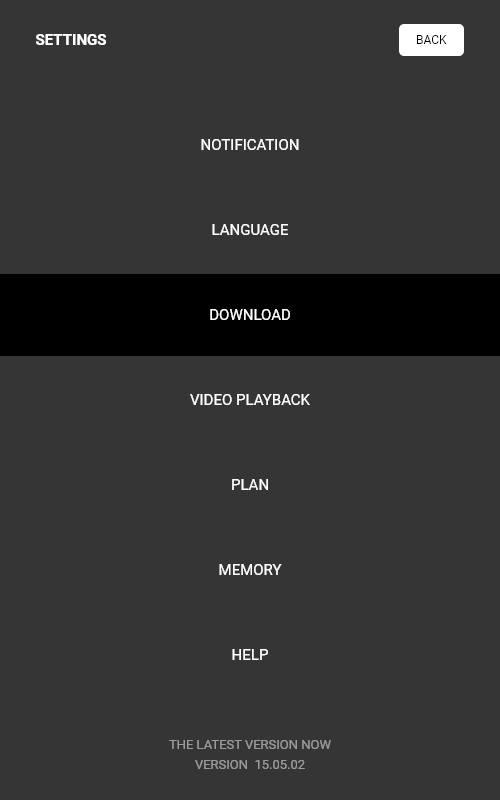 SETTINGS
BACK
NOTIFICATION
LANGUAGE
DOWNLOAD
VIDEO PLAYBACK
PLAN
MEMORY
HELP
THE LATEST VERSION NOW
VERSION 15.05.02